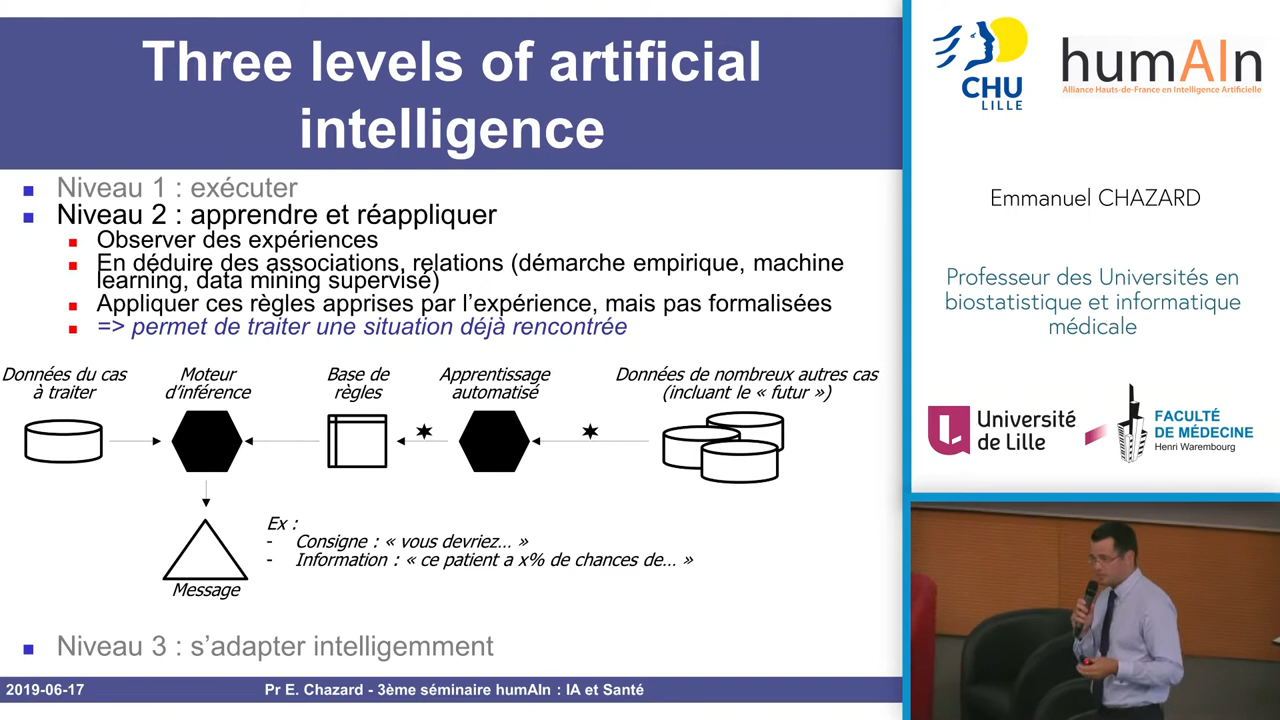 Three levels of artificial
intelligence
Niveau 1 : exécuter
Niveau 2 : apprendre et réappliquer
Observer des expériences
En déduire des associations, relations (démarche empirique, machine
learning, data mining supervisé)
Appliquer ces règles apprises par l’expérience, mais pas formalisées
=> permet de traiter une situation déjà rencontrée
Données du cas
à traiter
Moteur
d’inférence
Base de
règles
Apprentissage
automatisé
Données de nombreux autres cas
(incluant le « futur »)
Message
Ex :
- Consigne : « vous devriez… »
- Information : « ce patient a x% de chances de… »
Niveau 3 : s’adapter intelligemment
2019-06-17
Pr E. Chazard - 3ème séminaire humAIn : IA et Santé
CHU
LILLE
humAIn
Alliance Hauts-de-France en Intelligence Artificielle
Emmanuel CHAZARD
Professeur des Universités en
biostatistique et informatique
médicale
Université
de Lille
FACULTÉ
DE MÉDECINE
Henri Warembourg